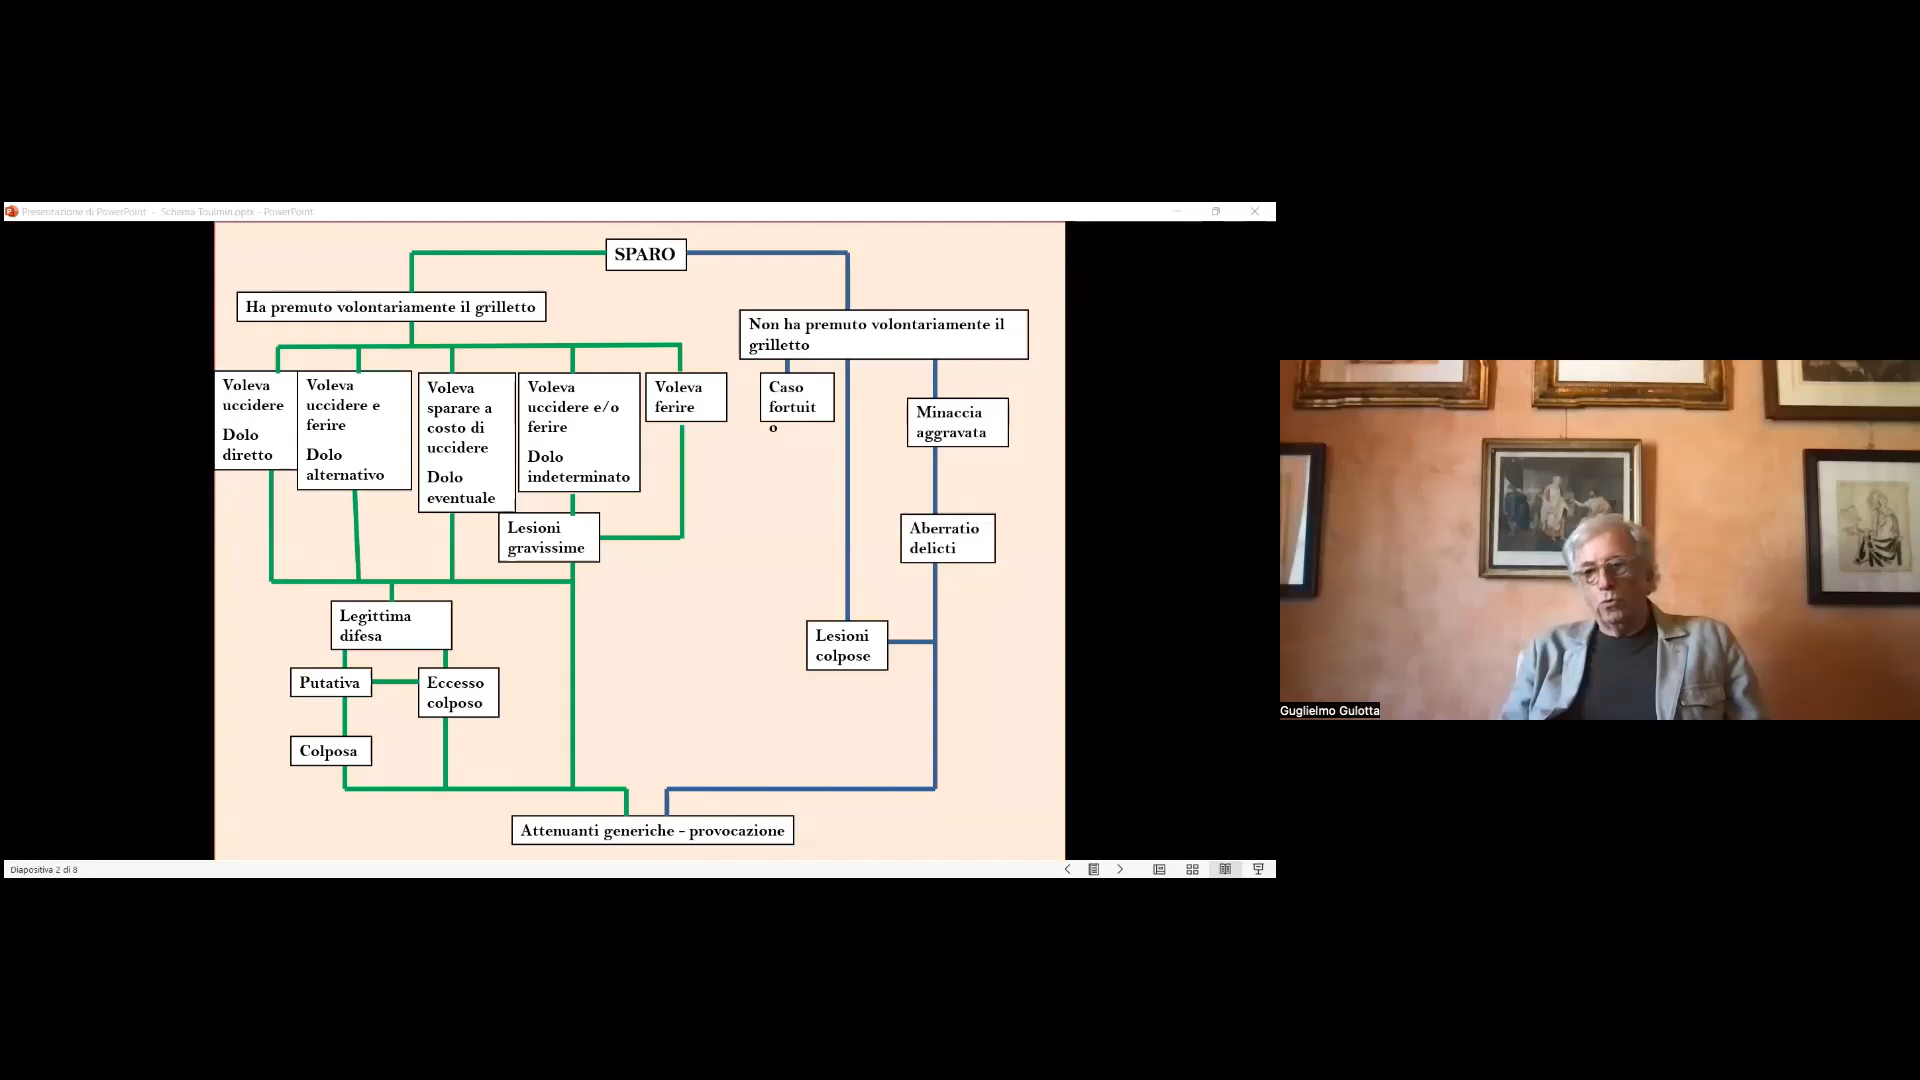 Presentazione di PowerPoint - Schema Toulmin.pptx - PowerPoint
SPARO
Ha premuto volontariamente il grilletto
Non ha premuto volontariamente il
grilletto
Voleva
uccidere
Dolo
diretto
Voleva
uccidere e
ferire
Dolo
alternativo
Voleva
sparare a
costo di
uccidere
Dolo
eventuale
Voleva
uccidere e/o
ferire
Dolo
indeterminato
Voleva
ferire
Caso
fortuit
o
Minaccia
aggravata
Lesioni
gravissime
Aberratio
delicti
Legittima
difesa
Lesioni
colpose
Putativa
Eccesso
colposo
Colposa
Attenuanti generiche - provocazione
Diapositiva 2 di 8
Guglielmo Gulotta